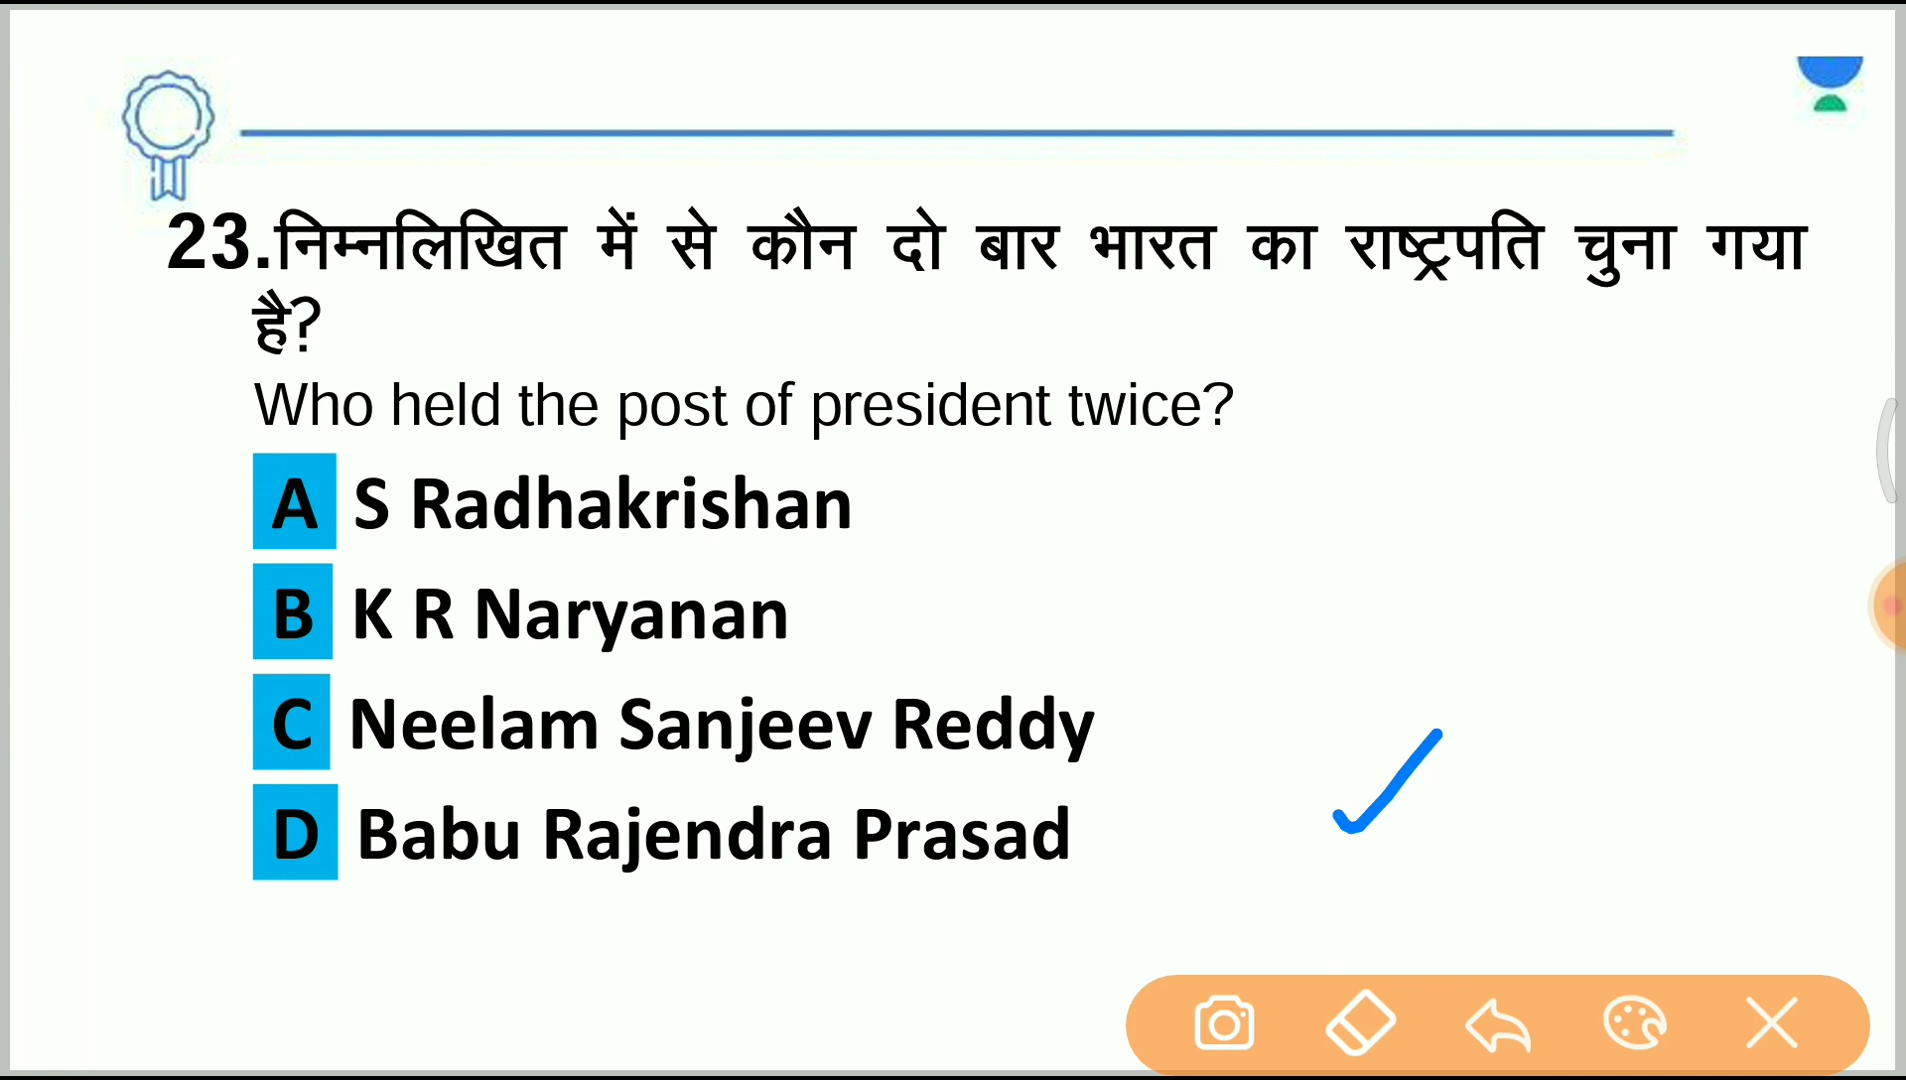 23.निम्नलिखित में से कौन दो बार भारत का राष्ट्रपति चुना गया
है?
Who held the post of president twice?
A S Radhakrishan
B K R Naryanan
C Neelam Sanjeev Reddy
D Babu Rajendra Prasad